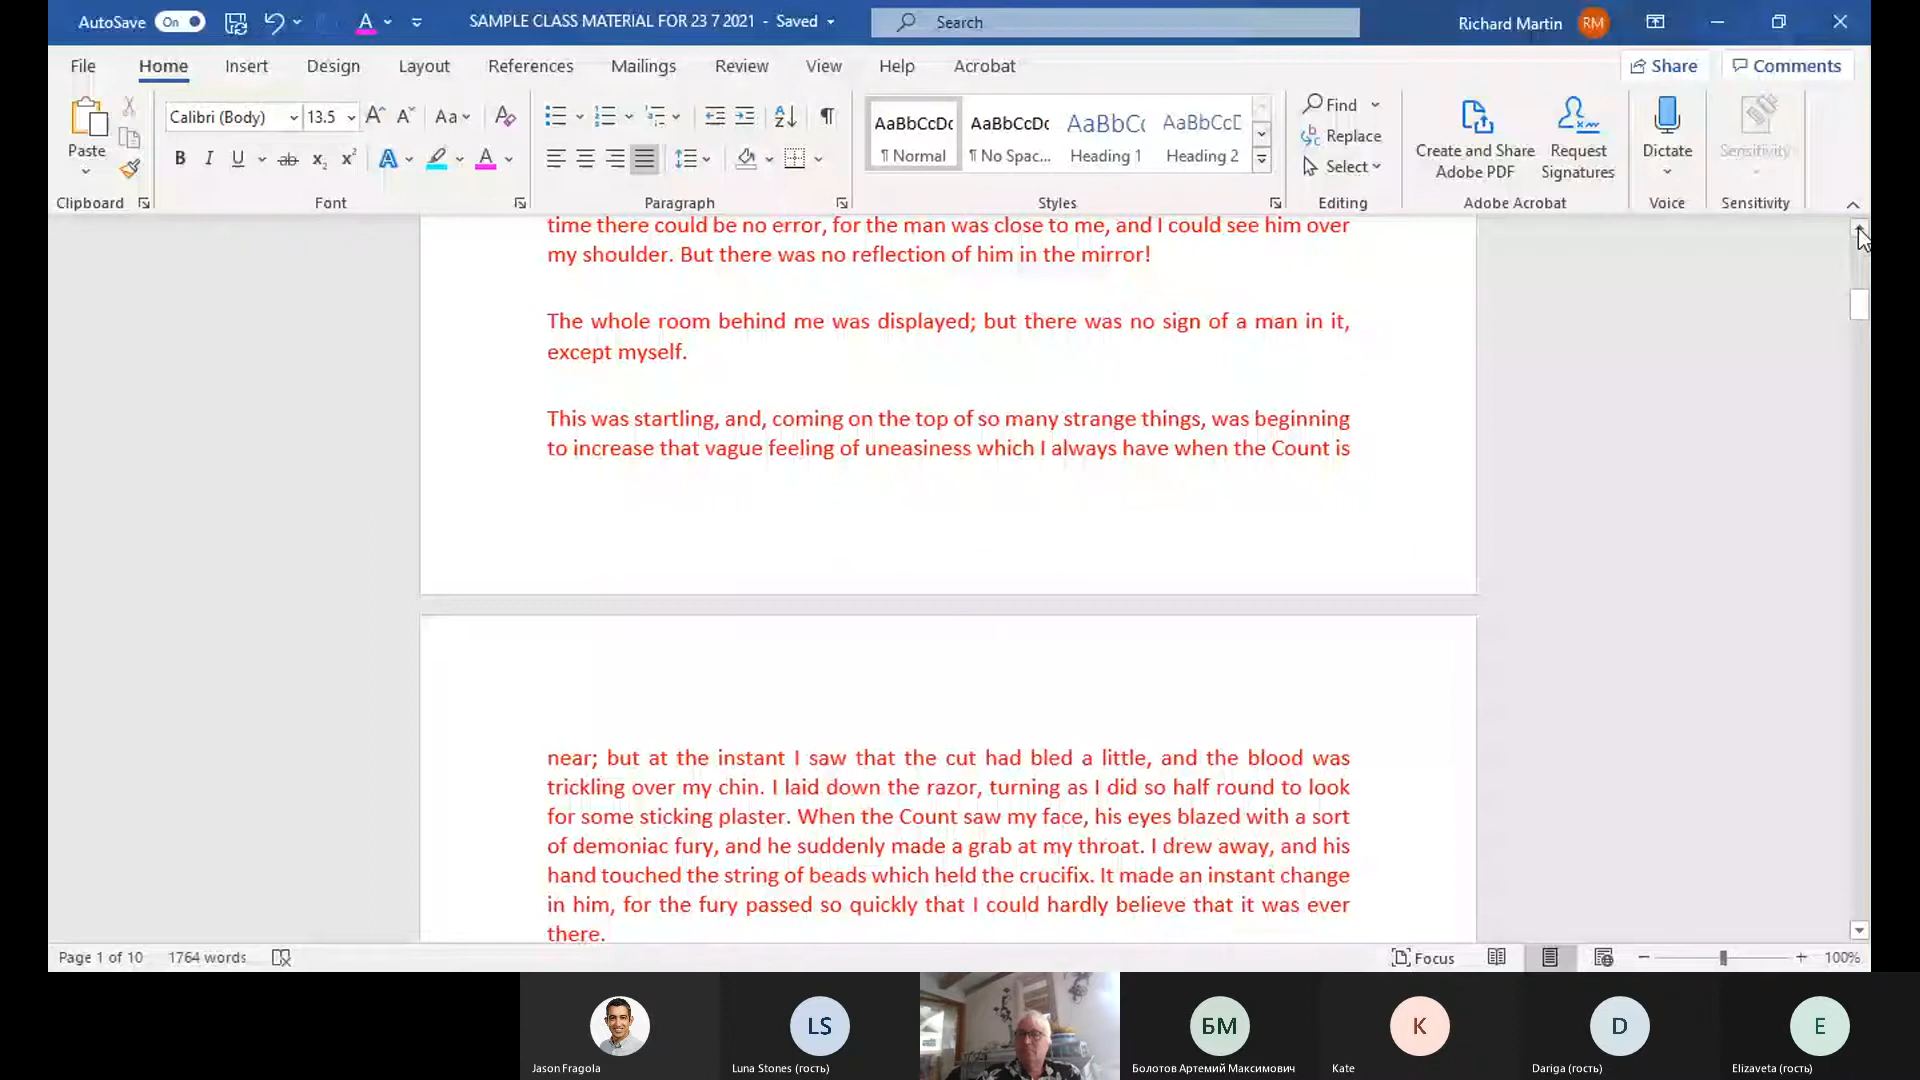 AutoSave On A SAMPLE CLASS MATERIAL FOR 23 7 2021 - Saved Search Richard Martin RM
File Home Insert Design Layout References Mailings Review View Help Acrobat Share Comments
Paste
Calibri (Body) 13.5 Aa
B I U ab x₂ x² A A
AaBbCcDc AaBbCcDc AaBbCc AaBbCcD
¶ Normal ¶ No Spac... Heading 1 Heading 2
Find
Replace
Select
Create and Share Adobe PDF
Request Signatures
Dictate
Sensitivity
Clipboard Font Paragraph Styles Editing Adobe Acrobat Voice Sensitivity
time there could be no error, for the man was close to me, and I could see him over
my shoulder. But there was no reflection of him in the mirror!
The whole room behind me was displayed; but there was no sign of a man in it,
except myself.
This was startling, and, coming on the top of so many strange things, was beginning
to increase that vague feeling of uneasiness which I always have when the Count is
near; but at the instant I saw that the cut had bled a little, and the blood was
trickling over my chin. I laid down the razor, turning as I did so half round to look
for some sticking plaster. When the Count saw my face, his eyes blazed with a sort
of demoniac fury, and he suddenly made a grab at my throat. I drew away, and his
hand touched the string of beads which held the crucifix. It made an instant change
in him, for the fury passed so quickly that I could hardly believe that it was ever
there.
Page 1 of 10 1764 words Focus 100%
LS БМ K D E
Jason Fragola Luna Stones (гость) Болотов Артемий Максимович Kate Dariga (гость) Elizaveta (гость)